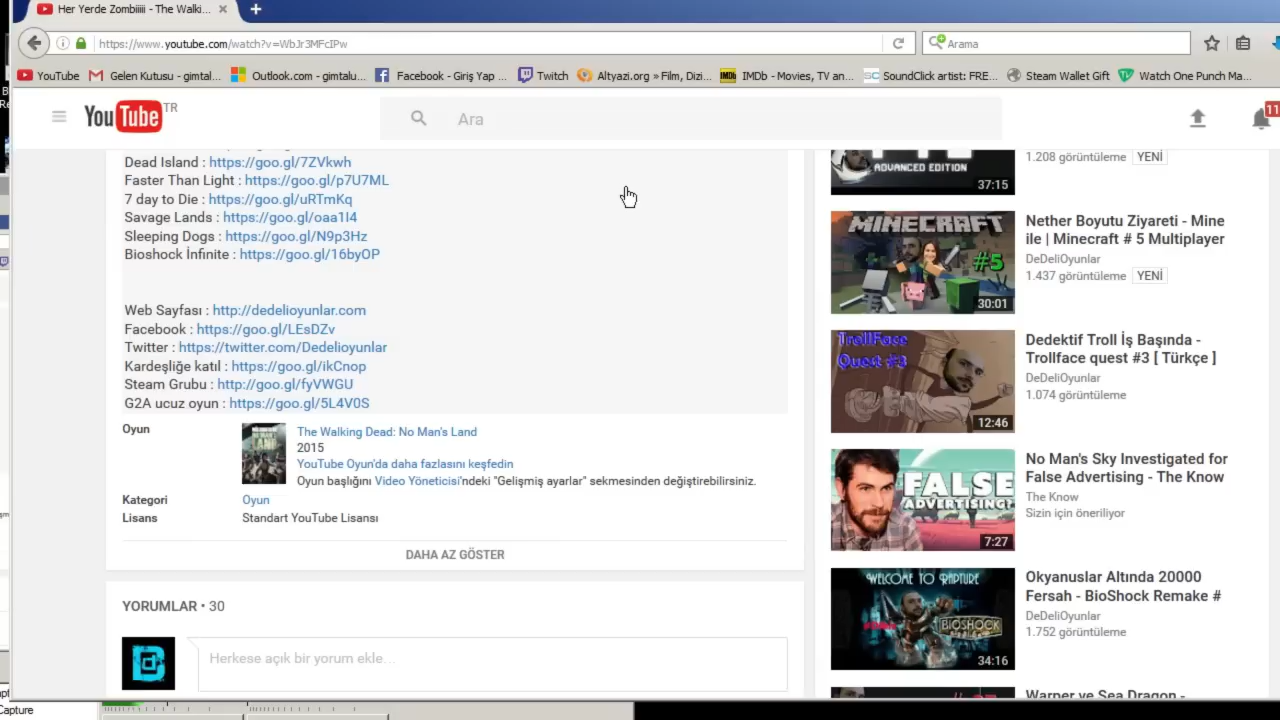 Her Yerde Zombiiiii - The Walki...
https://www.youtube.com/watch?v=WbJr3MFcIPw
Arama
YouTube
Gelen Kutusu - gimtal...
Outlook.com - gimtalu...
Facebook - Giriş Yap ...
Twitch
Altyazi.org » Film, Dizi...
IMDb - Movies, TV an...
SoundClick artist: FRE...
Steam Wallet Gift
Watch One Punch Ma...
YouTube TR
Ara
11
Dead Island : https://goo.gl/7ZVkwh
Faster Than Light : https://goo.gl/p7U7ML
7 day to Die : https://goo.gl/uRTmKq
Savage Lands : https://goo.gl/oaa1I4
Sleeping Dogs : https://goo.gl/N9p3Hz
Bioshock İnfinite : https://goo.gl/16byOP
Web Sayfası : http://dedelioyunlar.com
Facebook : https://goo.gl/LEsDZv
Twitter : https://twitter.com/Dedelioyunlar
Kardeşliğe katıl : https://goo.gl/ikCnop
Steam Grubu : http://goo.gl/fyVWGU
G2A ucuz oyun : https://goo.gl/5L4V0S
Oyun
The Walking Dead: No Man's Land
2015
YouTube Oyun'da daha fazlasını keşfedin
Oyun başlığını Video Yöneticisi'ndeki "Gelişmiş ayarlar" sekmesinden değiştirebilirsiniz.
Kategori Oyun
Lisans Standart YouTube Lisansı
DAHA AZ GÖSTER
YORUMLAR • 30
Herkese açık bir yorum ekle...
ADVANCED EDITION
37:15
1.208 görüntüleme YENİ
MINECRAFT
#5
30:01
Nether Boyutu Ziyareti - Mine
ile | Minecraft # 5 Multiplayer
DeDeliOyunlar
1.437 görüntüleme YENİ
TrollFace
Quest #3
12:46
Dedektif Troll İş Başında -
Trollface quest #3 [ Türkçe ]
DeDeliOyunlar
1.074 görüntüleme
FALSE
ADVERTISING?
7:27
No Man's Sky Investigated for
False Advertising - The Know
The Know
Sizin için öneriliyor
WELCOME TO RAPTURE
BIOSHOCK
34:16
Okyanuslar Altında 20000
Fersah - BioShock Remake #
DeDeliOyunlar
1.752 görüntüleme
Warper ve Sea Dragon -
Capture